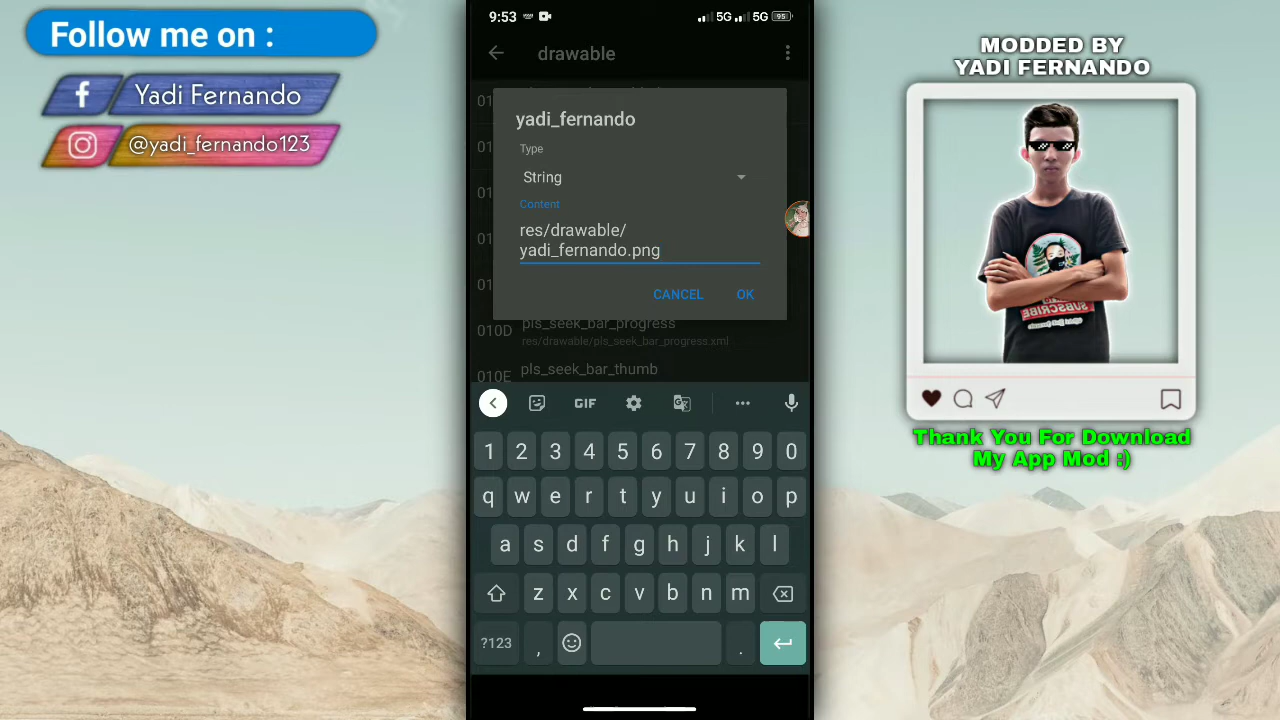 Follow me on :
Yadi Fernando
@yadi_fernando123
9:53
5G 5G 95
drawable
yadi_fernando
Type
String
Content
res/drawable/
yadi_fernando.png
CANCEL OK
010D pls_seek_bar_progress
res/drawable/pls_seek_bar_progress.xml
010E pls_seek_bar_thumb
GIF
1 2 3 4 5 6 7 8 9 0
q w e r t y u i o p
a s d f g h j k l
z x c v b n m
?123 , .
MODDED BY
YADI FERNANDO
SUBSCRIBE
Thank You For Download
My App Mod :)